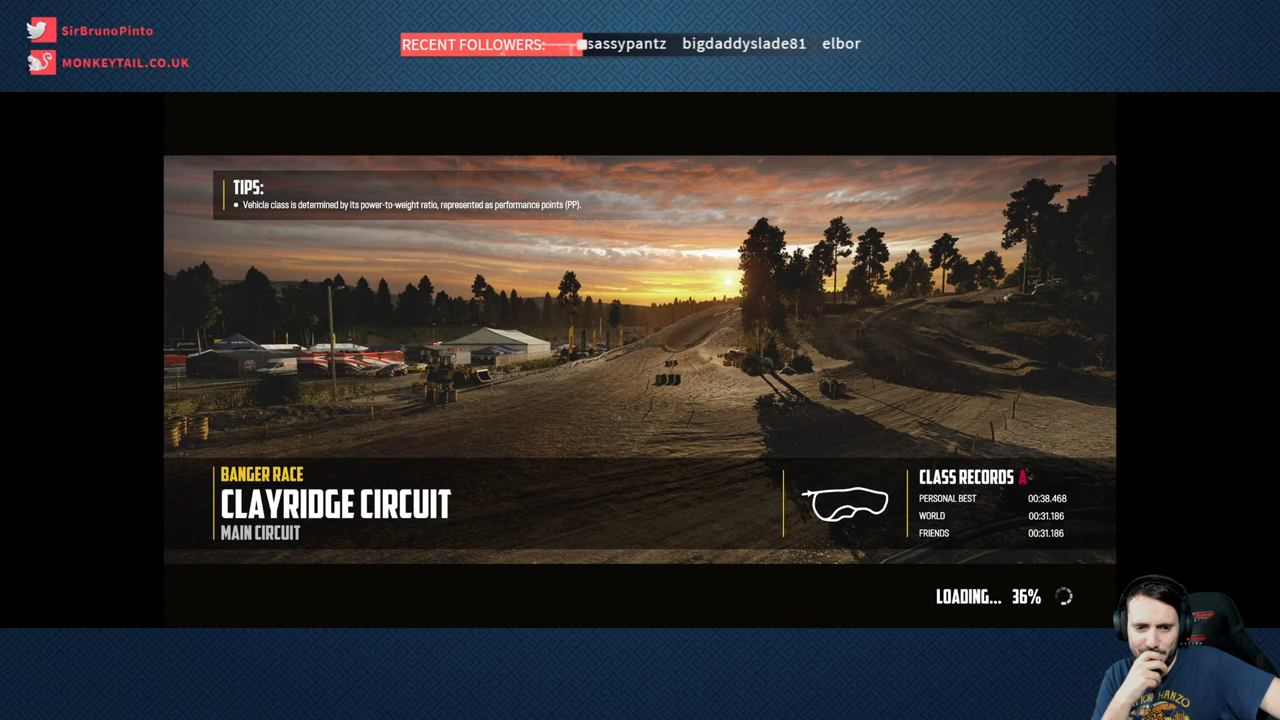 SirBrunoPinto
MONKEYTAIL.CO.UK
RECENT FOLLOWERS: sassypantz bigdaddyslade81 elbor
TIPS:
• Vehicle class is determined by its power-to-weight ratio, represented as performance points (PP).
BANGER RACE
CLAYRIDGE CIRCUIT
MAIN CIRCUIT
CLASS RECORDS A
PERSONAL BEST 00:38.468
WORLD 00:31.186
FRIENDS 00:31.186
LOADING... 36%
HANZO